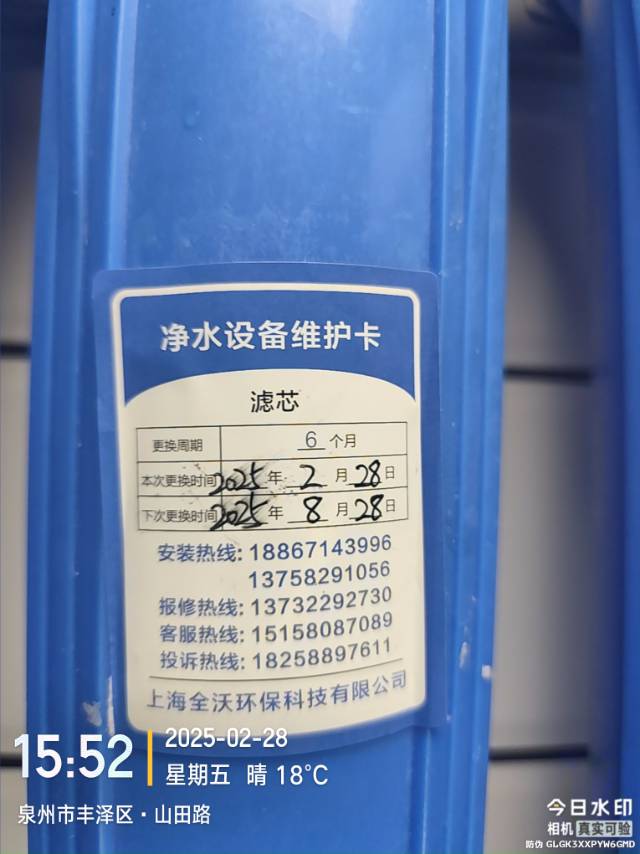 净水设备维护卡
滤芯
更换周期 6 个月
本次更换时间 2025 年 2 月 28 日
下次更换时间 2025 年 8 月 28 日
安装热线: 18867143996
13758291056
报修热线: 13732292730
客服热线: 15158087089
投诉热线: 18258897611
上海全沃环保科技有限公司
15:52
2025-02-28
星期五 晴 18°C
泉州市丰泽区·山田路
今日水印
相机 真实可验
防伪 GLGK3XXPYW6GMD